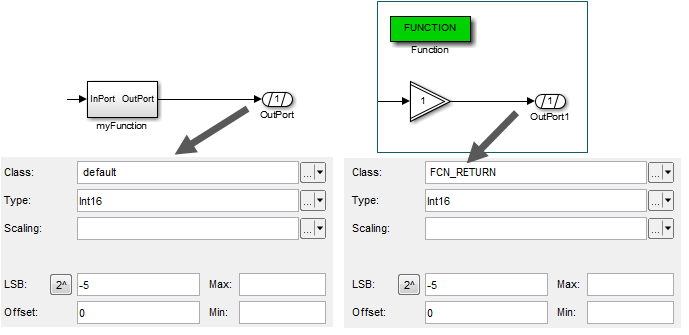 FUNCTION
Function
InPort OutPort
myFunction
1
OutPort
1
1
OutPort1
Class: default ...
Type: Int16 ...
Scaling: ...
LSB: 2^ -5 Max:
Offset: 0 Min:
Class: FCN_RETURN ...
Type: Int16 ...
Scaling: ...
LSB: 2^ -5 Max:
Offset: 0 Min: